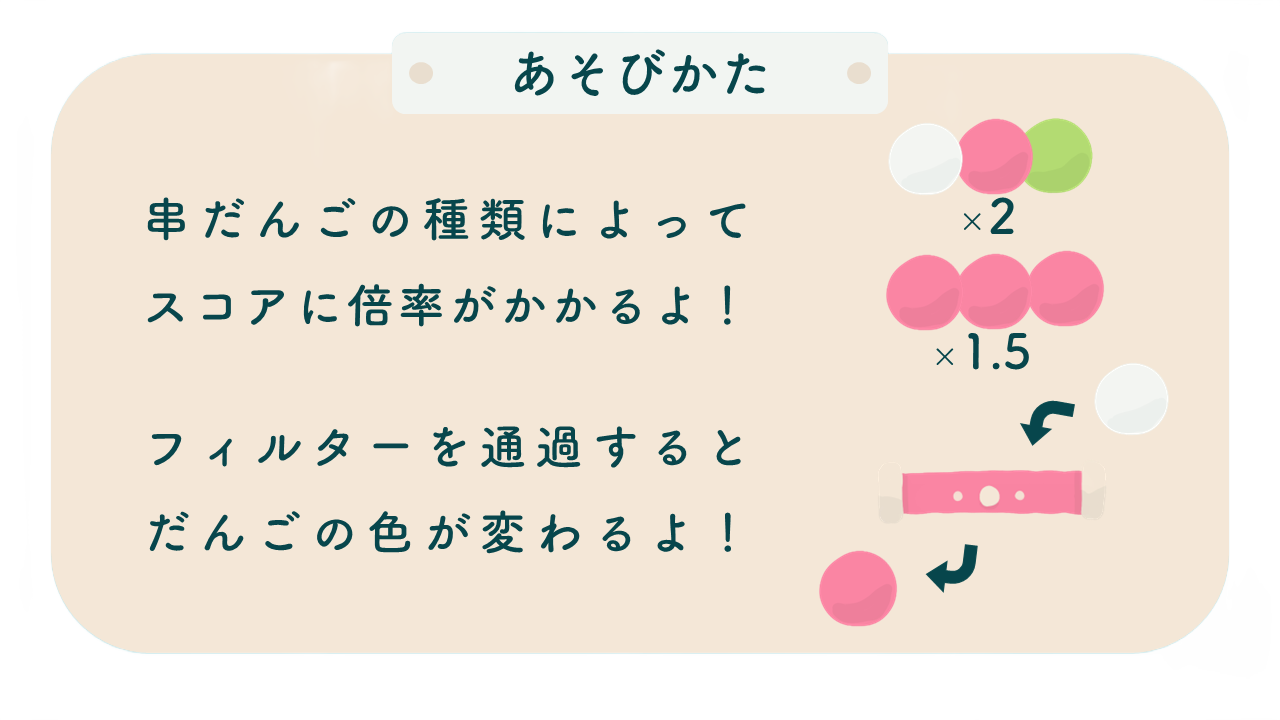 あそびかた
串だんごの種類によって
スコアに倍率がかかるよ！
フィルターを通過すると
だんごの色が変わるよ！
×2
×1.5